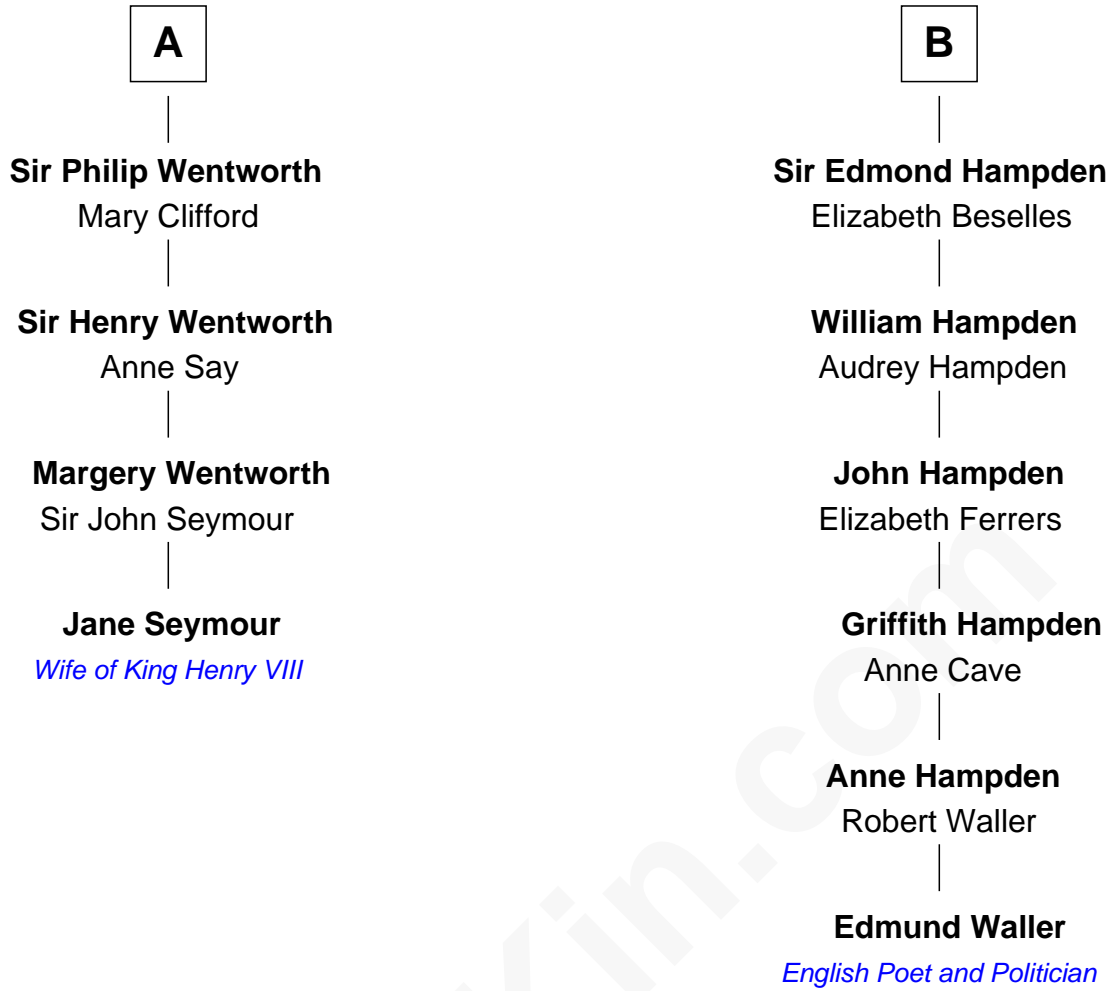 A
Sir Philip Wentworth
Mary Clifford
Sir Henry Wentworth
Anne Say
Margery Wentworth
Sir John Seymour
Jane Seymour
Wife of King Henry VIII
B
Sir Edmond Hampden
Elizabeth Beselles
William Hampden
Audrey Hampden
John Hampden
Elizabeth Ferrers
Griffith Hampden
Anne Cave
Anne Hampden
Robert Waller
Edmund Waller
English Poet and Politician
Kin.com